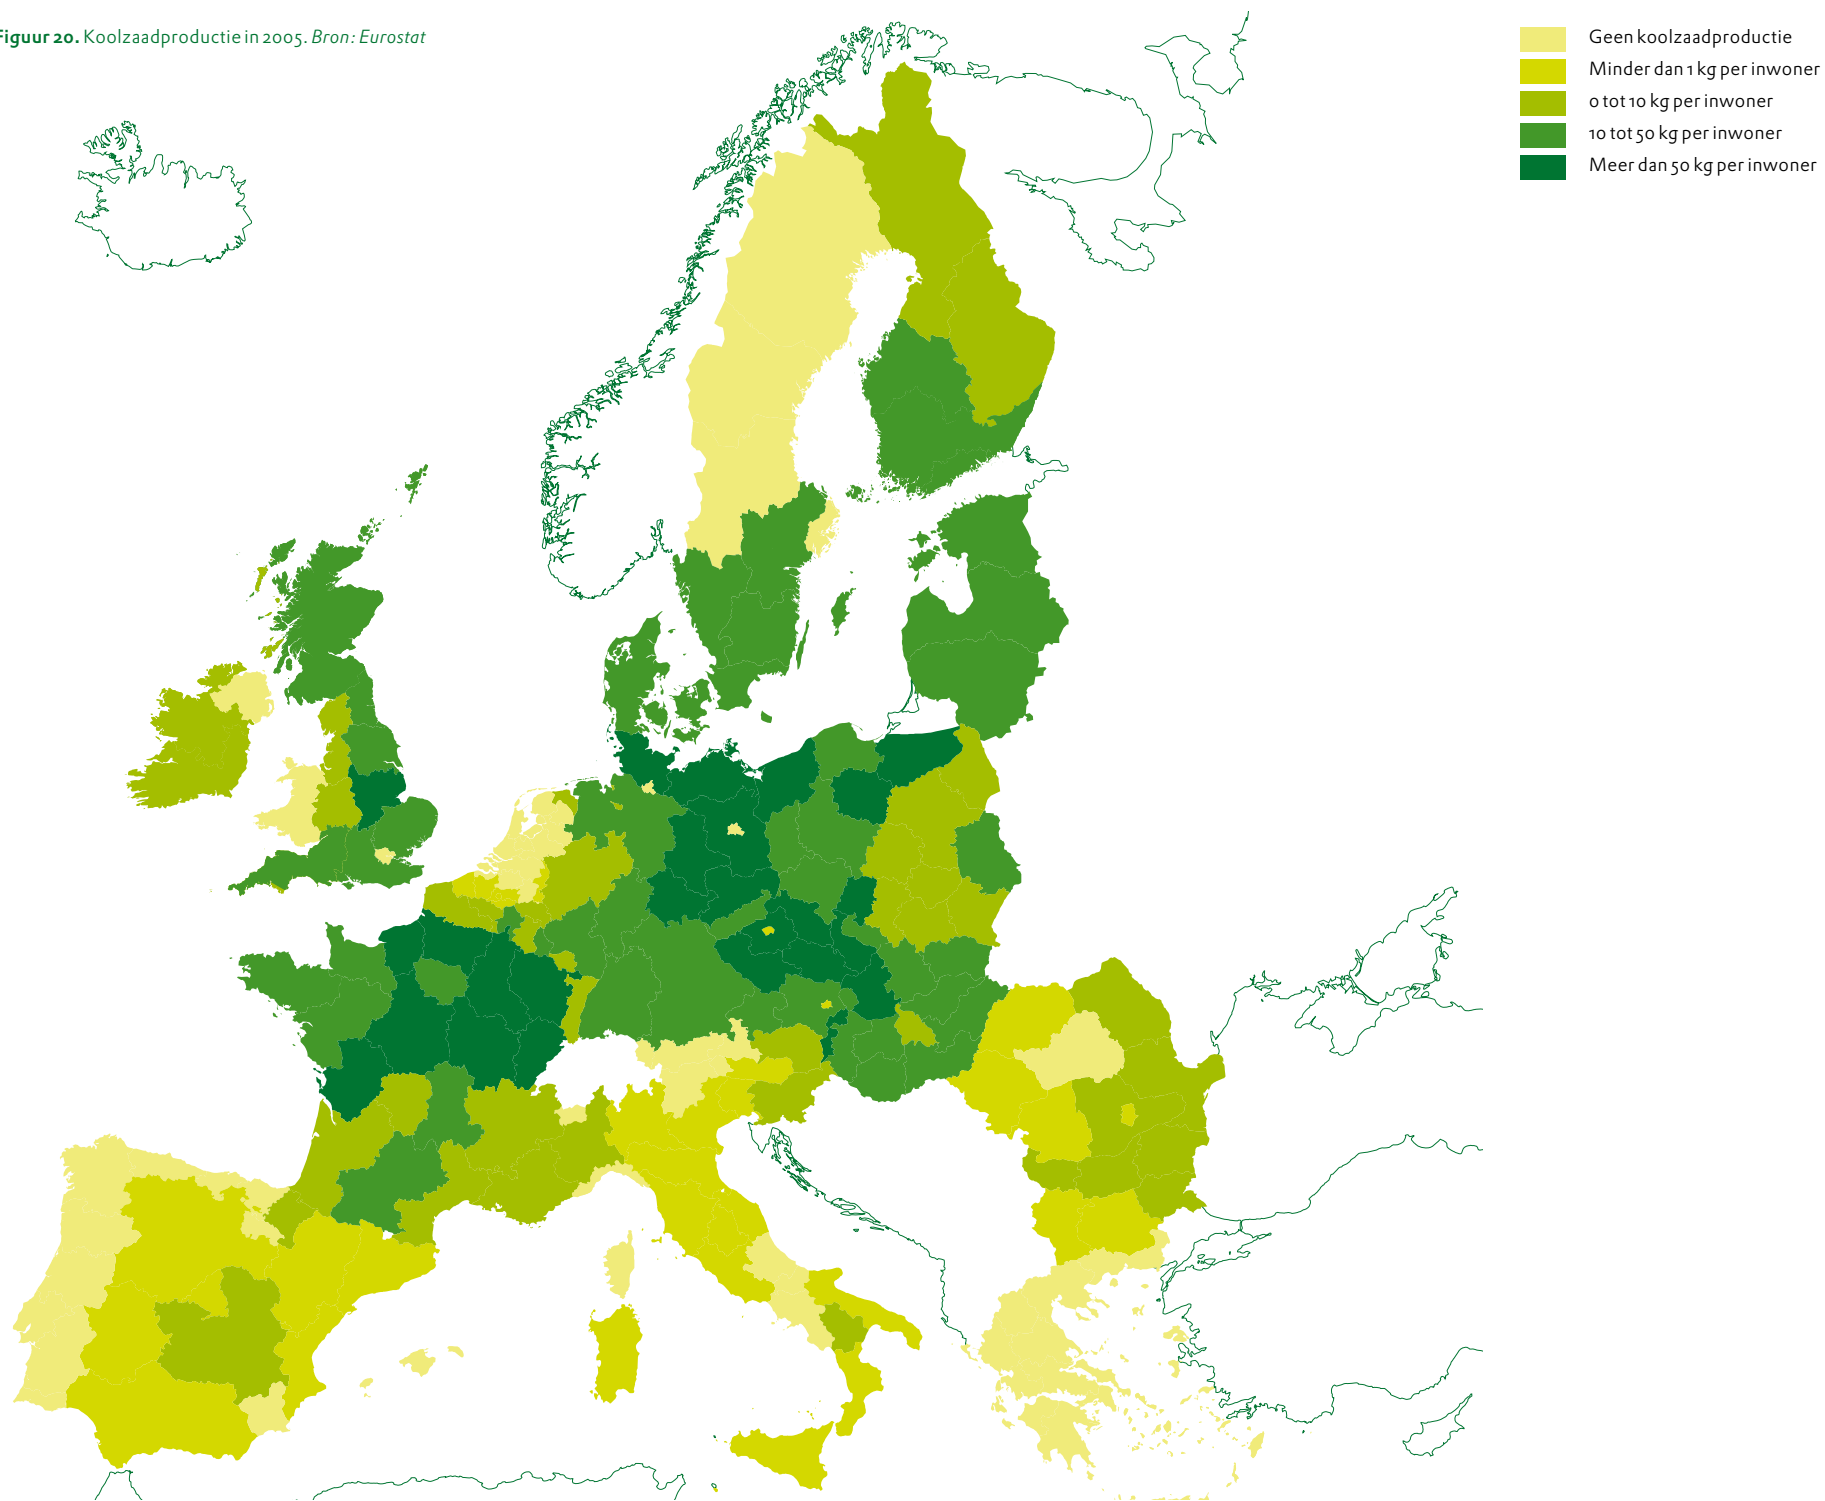 Figuur 20. Koolzaadproductie in 2005. Bron: Eurostat
Geen koolzaadproductie
Minder dan 1 kg per inwoner
0 tot 10 kg per inwoner
10 tot 50 kg per inwoner
Meer dan 50 kg per inwoner